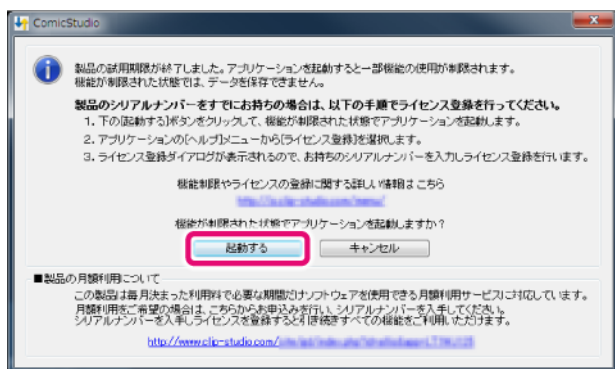 ComicStudio
製品の試用期限が終了しました。アプリケーションを起動すると一部機能の使用が制限されます。
機能が制限された状態では、データを保存できません。
製品のシリアルナンバーをすでにお持ちの場合は、以下の手順でライセンス登録を行ってください。
1. 下の[起動する]ボタンをクリックして、機能が制限された状態でアプリケーションを起動します。
2. アプリケーションの[ヘルプ]メニューから[ライセンス登録]を選択します。
3. ライセンス登録ダイアログが表示されるので、お持ちのシリアルナンバーを入力しライセンス登録を行います。
機能制限やライセンスの登録に関する詳しい情報はこちら
機能が制限された状態でアプリケーションを起動しますか?
起動する キャンセル
■製品の月額利用について
この製品は毎月決まった利用料で必要な期間だけソフトウェアを使用できる月額利用サービスに対応しています。
月額利用をご希望の場合は、こちらからお申込みを行い、シリアルナンバーを入手してください。
シリアルナンバーを入手しライセンスを登録すると引き続きすべての機能をご利用いただけます。
http://www.clip-studio.com/